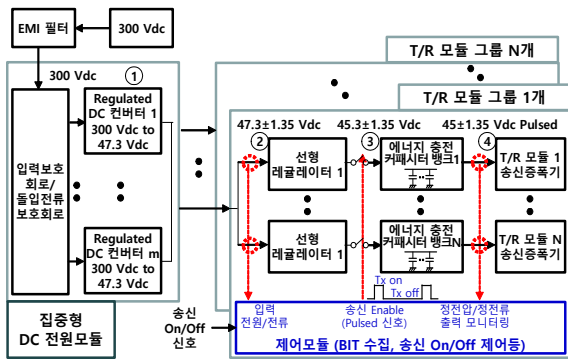 EMI 필터
300 Vdc
T/R 모듈 그룹 N개
T/R 모듈 그룹 1개
300 Vdc
①
Regulated
DC 컨버터 1
300 Vdc to
47.3 Vdc
입력보호
회로/
돌입전류
보호회로
Regulated
DC 컨버터 m
300 Vdc to
47.3 Vdc
집중형
DC 전원모듈
47.3±1.35 Vdc
45.3±1.35 Vdc
45±1.35 Vdc Pulsed
②
③
④
선형
레귤레이터 1
에너지 충전
커패시터 뱅크1
T/R 모듈 1
송신증폭기
선형
레귤레이터 1
에너지 충전
커패시터 뱅크N
T/R 모듈 N
송신증폭기
Tx on
Tx off
송신
On/Off
신호
입력
전원/전류
송신 Enable
(Pulsed 신호)
정전압/정전류
출력 모니터링
제어모듈 (BIT 수집, 송신 On/Off 제어등)